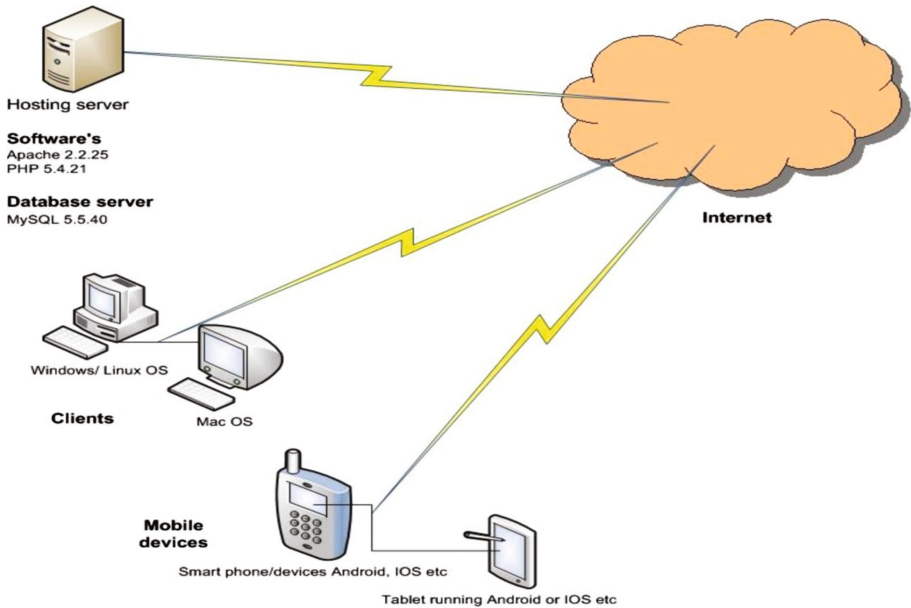 Hosting server
Software's
Apache 2.2.25
PHP 5.4.21
Database server
MySQL 5.5.40
Internet
Windows/ Linux OS
Clients
Mac OS
Mobile
devices
Smart phone/devices Android, IOS etc
Tablet running Android or IOS etc